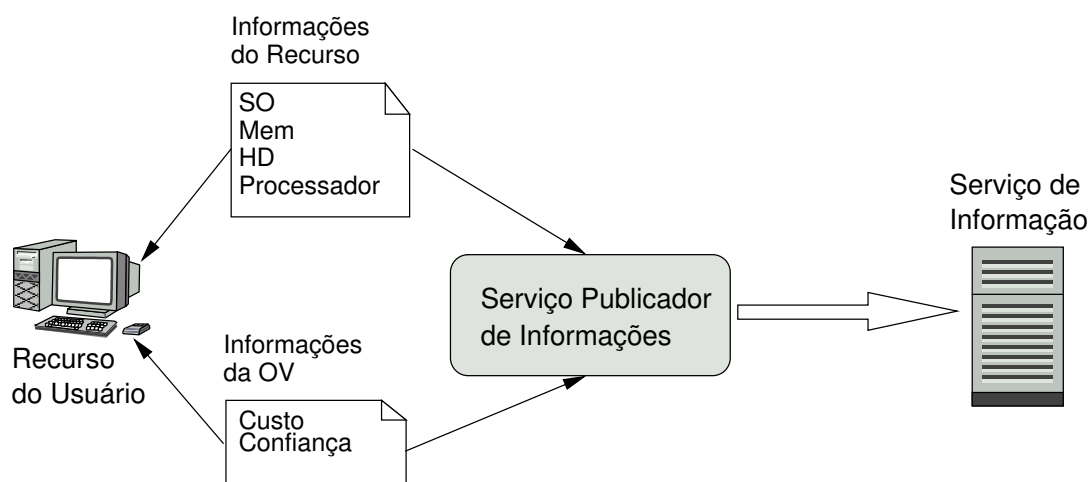 Informações
do Recurso
SO
Mem
HD
Processador
Serviço de
Informação
Serviço Publicador
de Informações
Recurso
do Usuário
Informações
da OV
Custo
Confiança